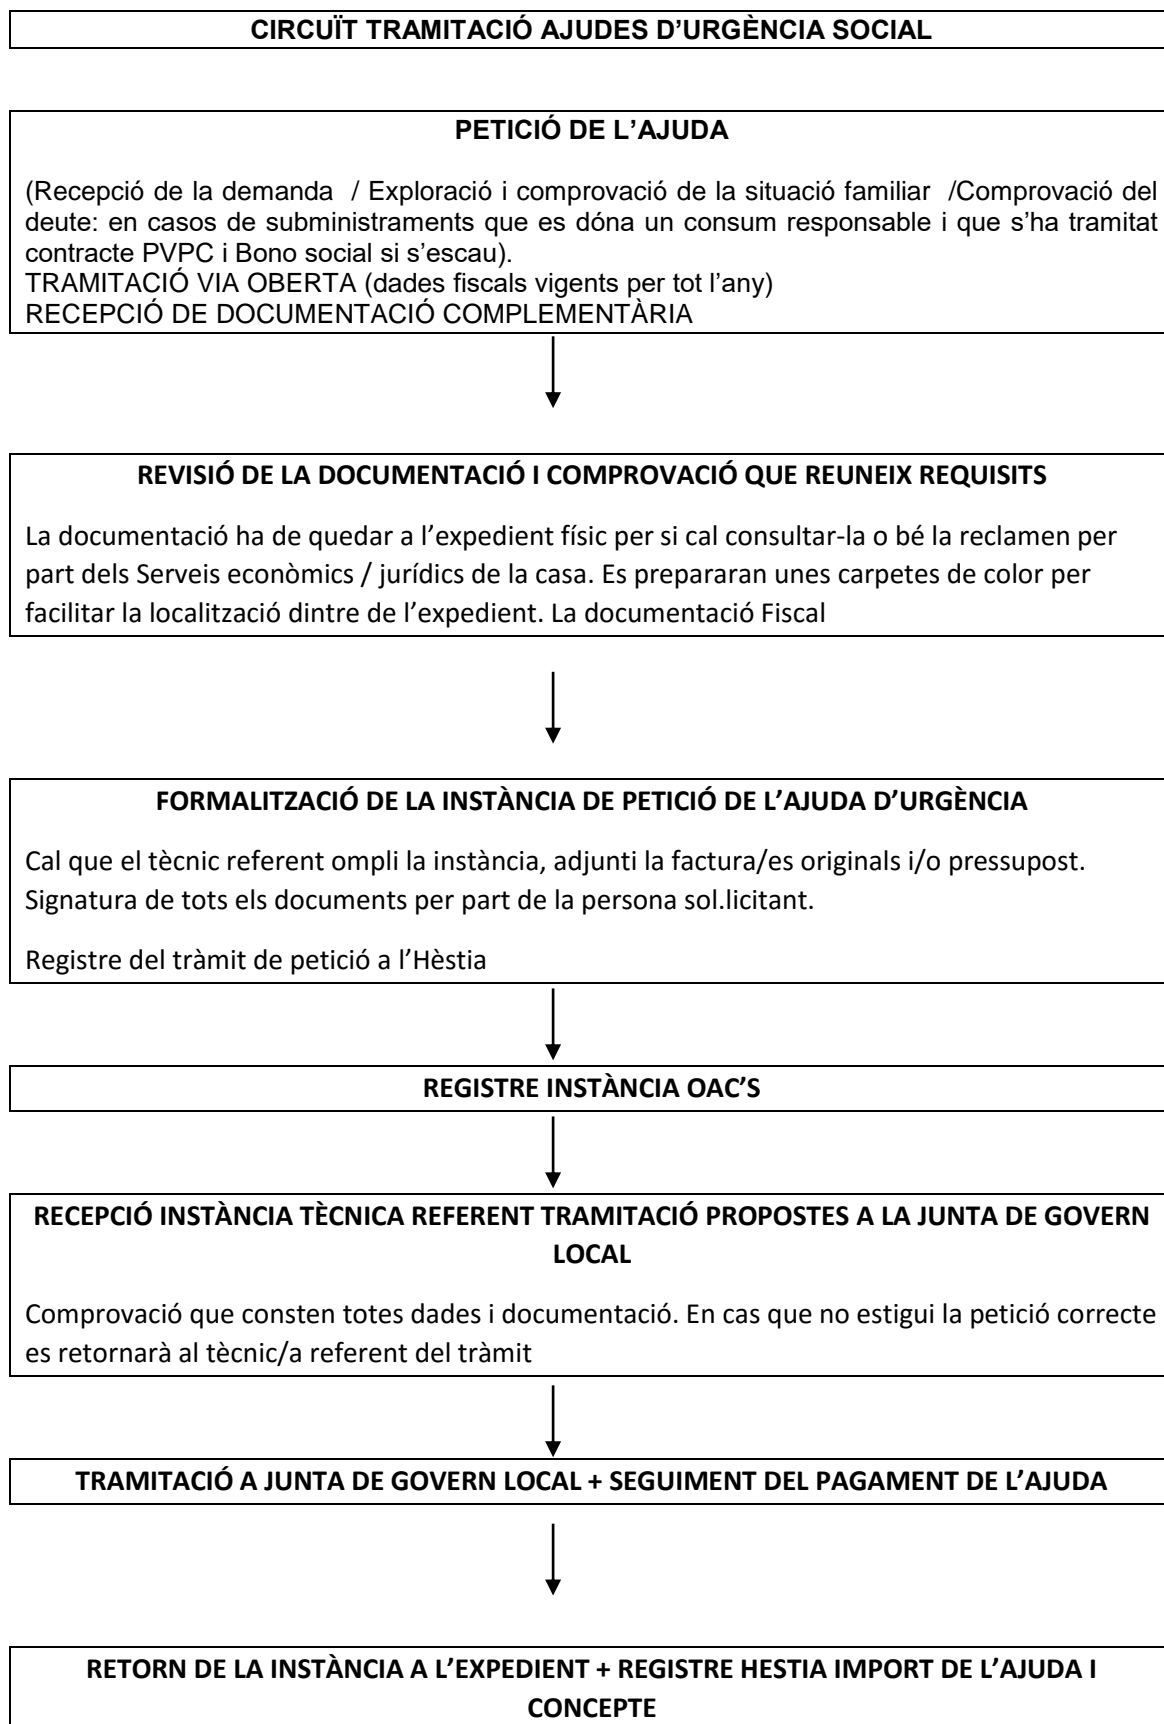 CIRCUÏT TRAMITACIÓ AJUDES D’URGÈNCIA SOCIAL
PETICIÓ DE L’AJUDA
(Recepció de la demanda / Exploració i comprovació de la situació familiar /Comprovació del
deute: en casos de subministraments que es dóna un consum responsable i que s’ha tramitat
contracte PVPC i Bono social si s’escau).
TRAMITACIÓ VIA OBERTA (dades fiscals vigents per tot l’any)
RECEPCIÓ DE DOCUMENTACIÓ COMPLEMENTÀRIA
REVISIÓ DE LA DOCUMENTACIÓ I COMPROVACIÓ QUE REUNEIX REQUISITS
La documentació ha de quedar a l’expedient físic per si cal consultar-la o bé la reclamen per
part dels Serveis econòmics / jurídics de la casa. Es prepararan unes carpetes de color per
facilitar la localització dintre de l’expedient. La documentació Fiscal
FORMALITZACIÓ DE LA INSTÀNCIA DE PETICIÓ DE L’AJUDA D’URGÈNCIA
Cal que el tècnic referent ompli la instància, adjunti la factura/es originals i/o pressupost.
Signatura de tots els documents per part de la persona sol.licitant.
Registre del tràmit de petició a l’Hèstia
REGISTRE INSTÀNCIA OAC’S
RECEPCIÓ INSTÀNCIA TÈCNICA REFERENT TRAMITACIÓ PROPOSTES A LA JUNTA DE GOVERN
LOCAL
Comprovació que consten totes dades i documentació. En cas que no estigui la petició correcte
es retornarà al tècnic/a referent del tràmit
TRAMITACIÓ A JUNTA DE GOVERN LOCAL + SEGUIMENT DEL PAGAMENT DE L’AJUDA
RETORN DE LA INSTÀNCIA A L’EXPEDIENT + REGISTRE HESTIA IMPORT DE L’AJUDA I
CONCEPTE